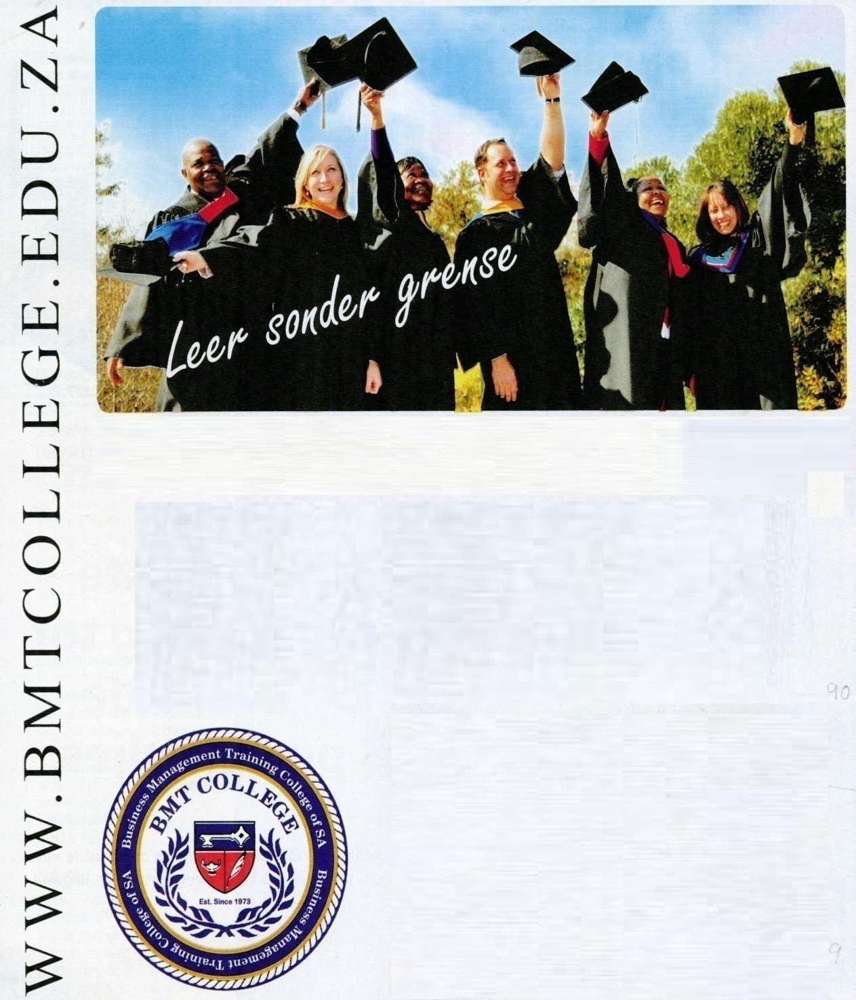 WWW.BMTCOLLEGE.EDU.ZA
Leer sonder grense
90
Business Management Training College of SA
BMT COLLEGE
Est. Since 1973
Business Management Training College of SA
9